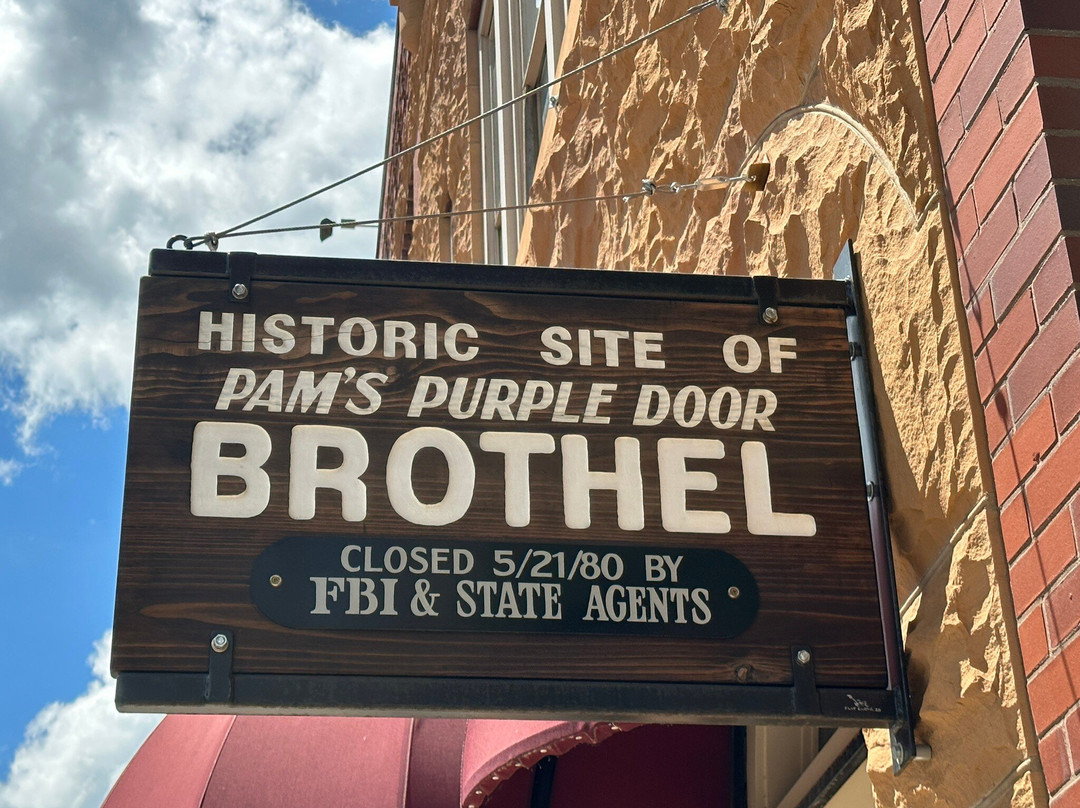 HISTORIC SITE OF
PAM'S PURPLE DOOR
BROTHEL
CLOSED 5/21/80 BY
FBI & STATE AGENTS